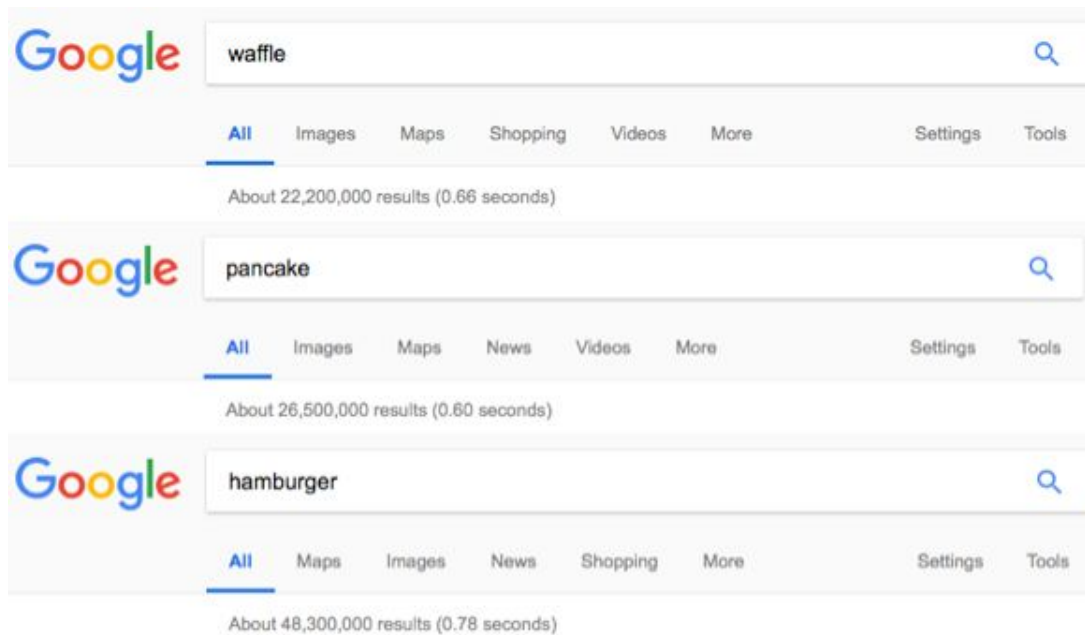 Google waffle
All Images Maps Shopping Videos More Settings Tools
About 22,200,000 results (0.66 seconds)
Google pancake
All Images Maps News Videos More Settings Tools
About 26,500,000 results (0.60 seconds)
Google hamburger
All Maps Images News Shopping More Settings Tools
About 48,300,000 results (0.78 seconds)